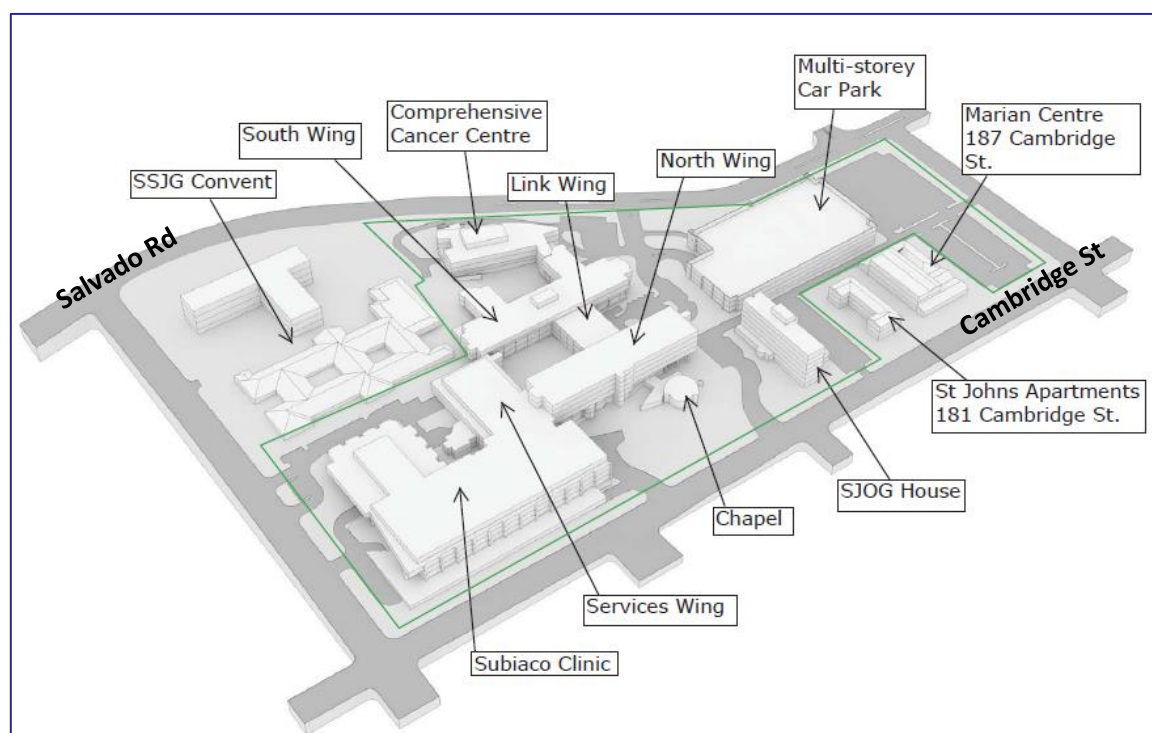 Multi-storey
Car Park
Comprehensive
Cancer Centre
Marian Centre
187 Cambridge
St.
South Wing
North Wing
SSJG Convent
Link Wing
Salvado Rd
Cambridge St
St Johns Apartments
181 Cambridge St.
SJOG House
Chapel
Services Wing
Subiaco Clinic